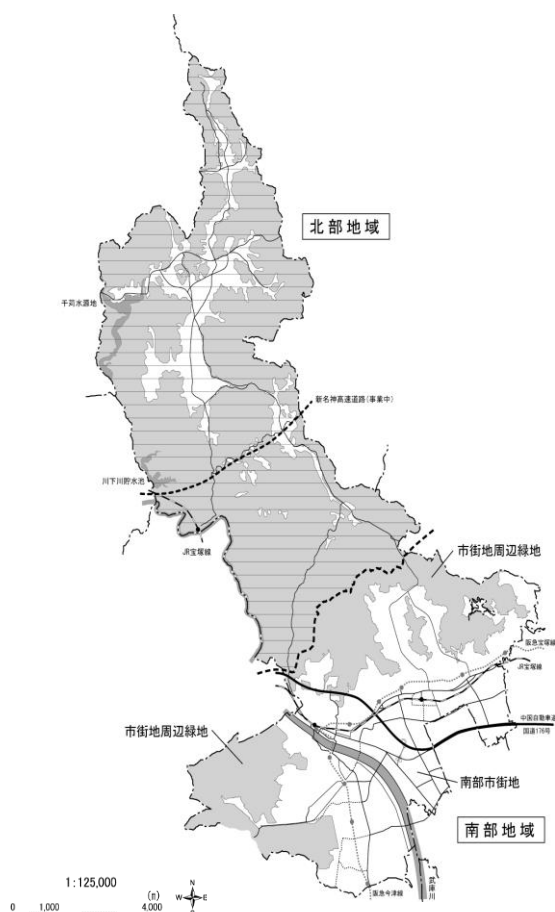 北部地域
千苅水源地
新名神高速道路(事業中)
川下川貯水池
JR宝塚線
市街地周辺緑地
阪急宝塚線
JR宝塚線
中国自動車道
国道176号
市街地周辺緑地
南部市街地
南部地域
武庫川
阪急今津線
1:125,000
(m)
0 1,000 4,000
N
W E
S